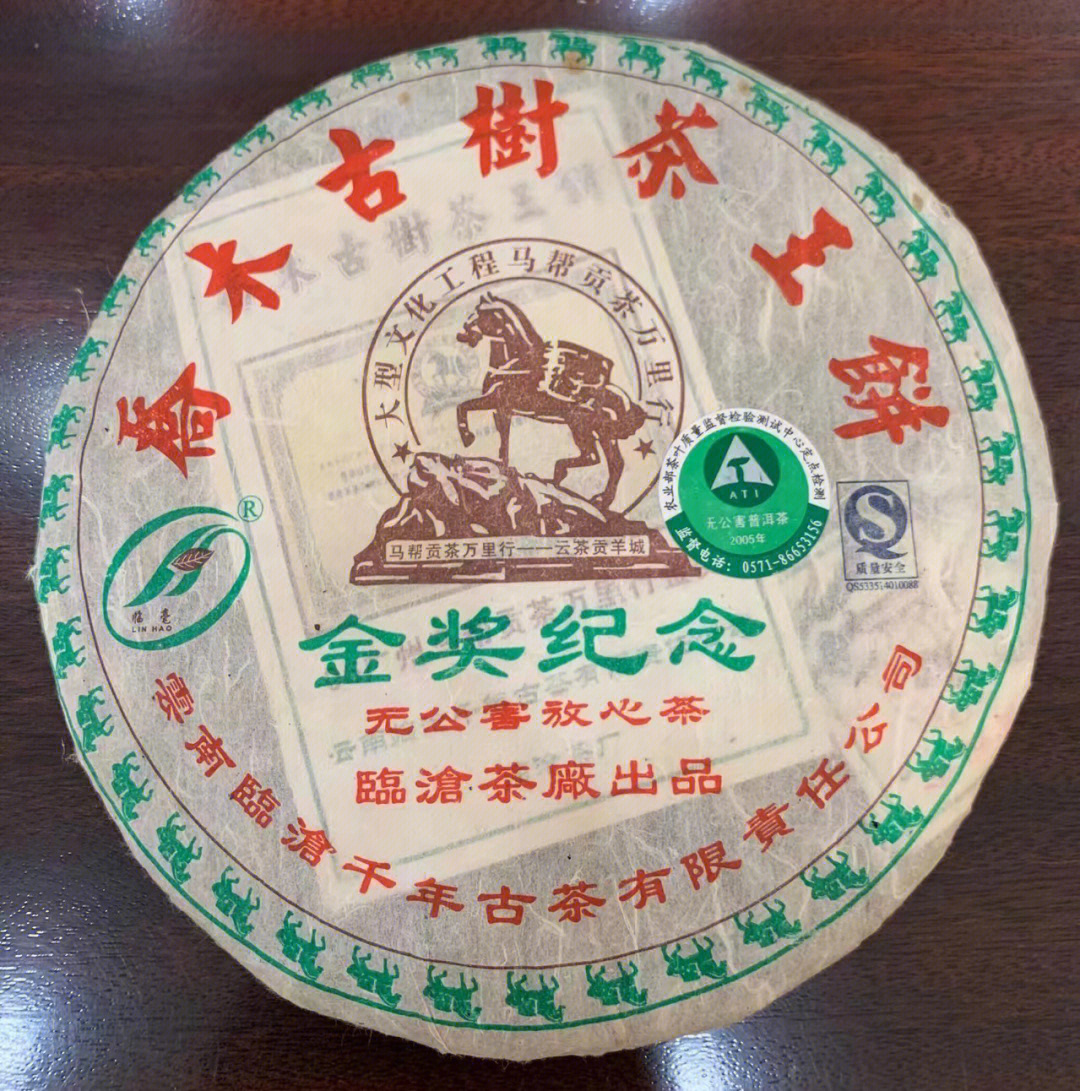 喬木古樹茶王餅
大型文化工程马帮贡茶万里行
马帮贡茶万里行——云茶贡羊城
农业部茶叶质量监督检验测试中心定点检测
ATI
无公害普洱茶
2005年
监督电话：0571-86653156
质量安全
QS533514010088
®
临毫
LIN HAO
金奖纪念
无公害放心茶
臨滄茶廠出品
雲南臨滄千年古茶有限責任公司